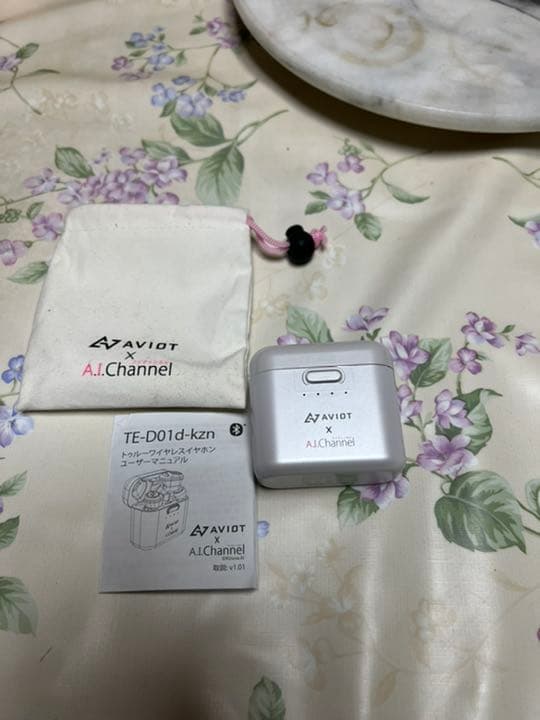 AVIOT
×
A.I.Channel
AVIOT
X
A.I.Channel
TE-D01d-kzn
トゥルーワイヤレスイヤホン
ユーザーマニュアル
AVIOT
X
A.I.Channel
取説: v1.01